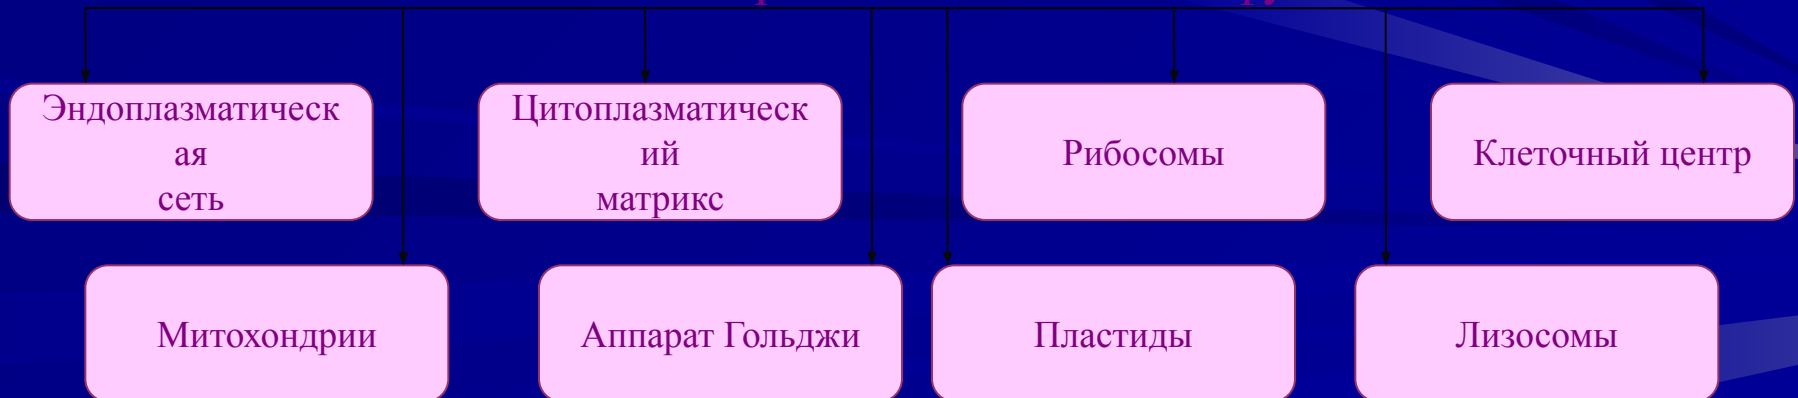 Эндоплазматическ
ая
сеть
Цитоплазматическ
ий
матрикс
Рибосомы
Клеточный центр
Митохондрии
Аппарат Гольджи
Пластиды
Лизосомы